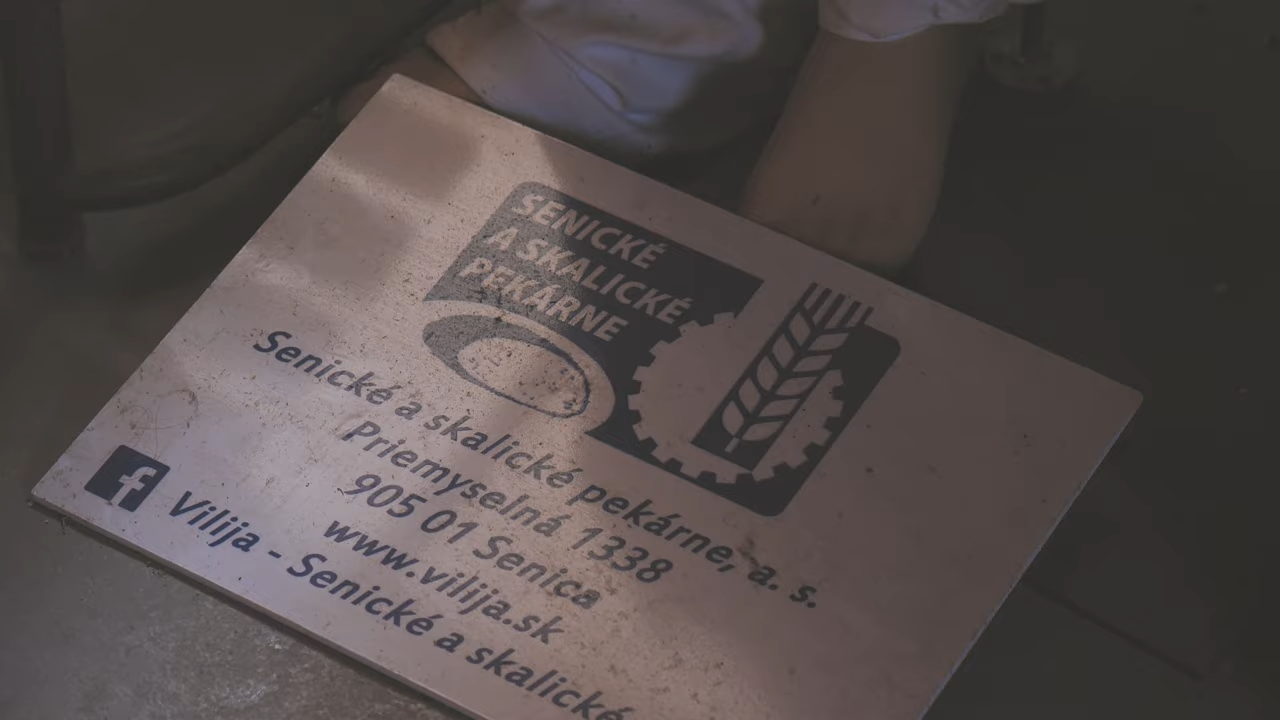 SENICKÉ
A SKALICKÉ
PEKÁRNE
Senické a skalické pekárne, a. s.
Priemyselná 1338
905 01 Senica
www.vilija.sk
f Vilija - Senické a skalické